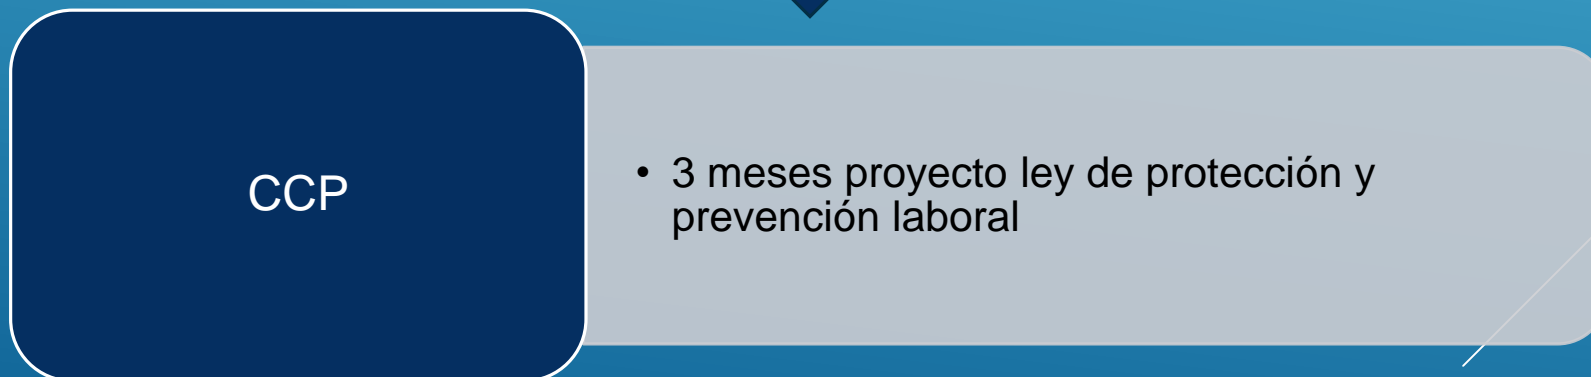 CCP
• 3 meses proyecto ley de protección y
prevención laboral